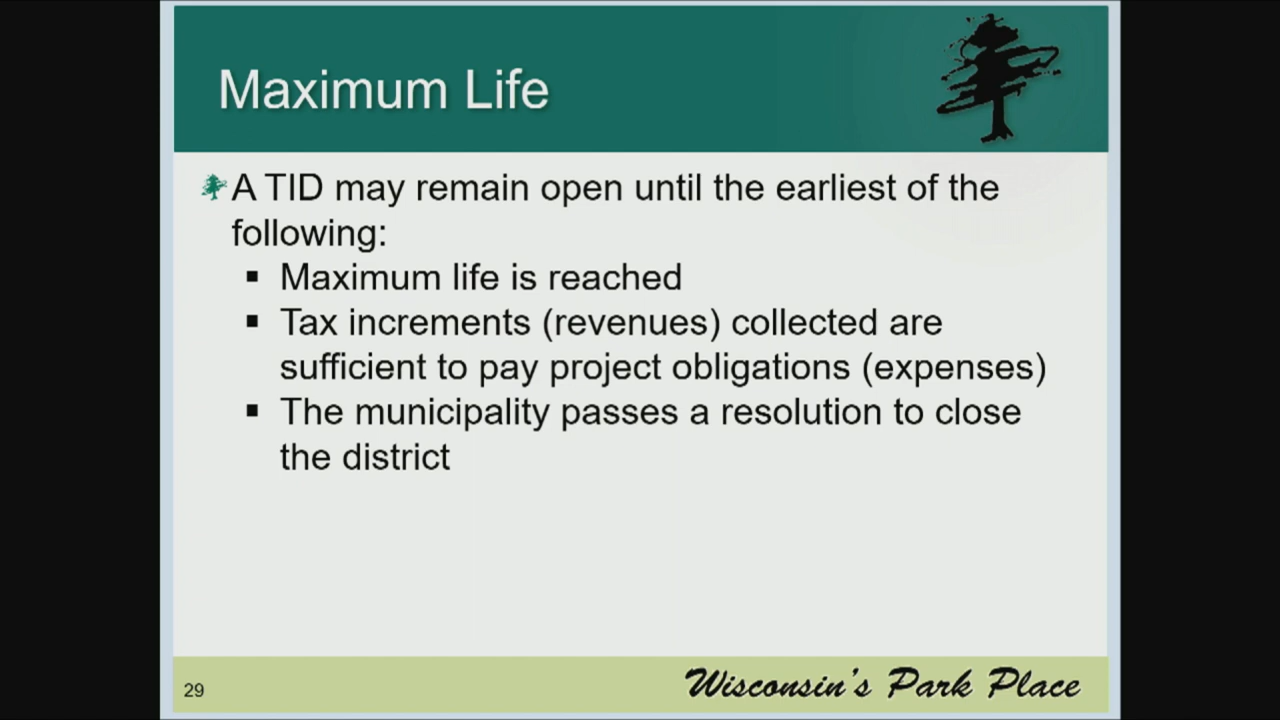 Maximum Life
A TID may remain open until the earliest of the
following:
▪ Maximum life is reached
▪ Tax increments (revenues) collected are
sufficient to pay project obligations (expenses)
▪ The municipality passes a resolution to close
the district
29
Wisconsin's Park Place